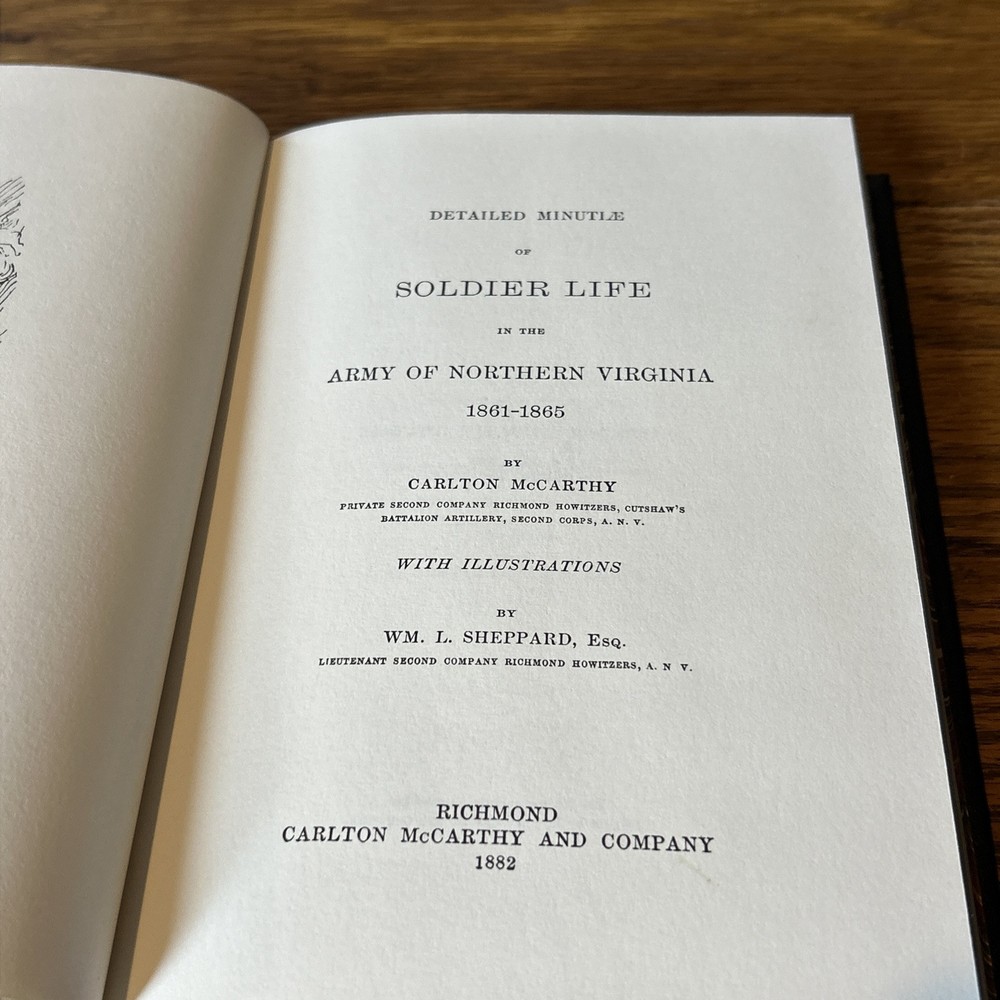 DETAILED MINUTIÆ
OF
SOLDIER LIFE
IN THE
ARMY OF NORTHERN VIRGINIA
1861-1865
BY
CARLTON McCARTHY
PRIVATE SECOND COMPANY RICHMOND HOWITZERS, CUTSHAW'S
BATTALION ARTILLERY, SECOND CORPS, A. N. V.
WITH ILLUSTRATIONS
BY
WM. L. SHEPPARD, Esq.
LIEUTENANT SECOND COMPANY RICHMOND HOWITZERS, A. N V.
RICHMOND
CARLTON McCARTHY AND COMPANY
1882